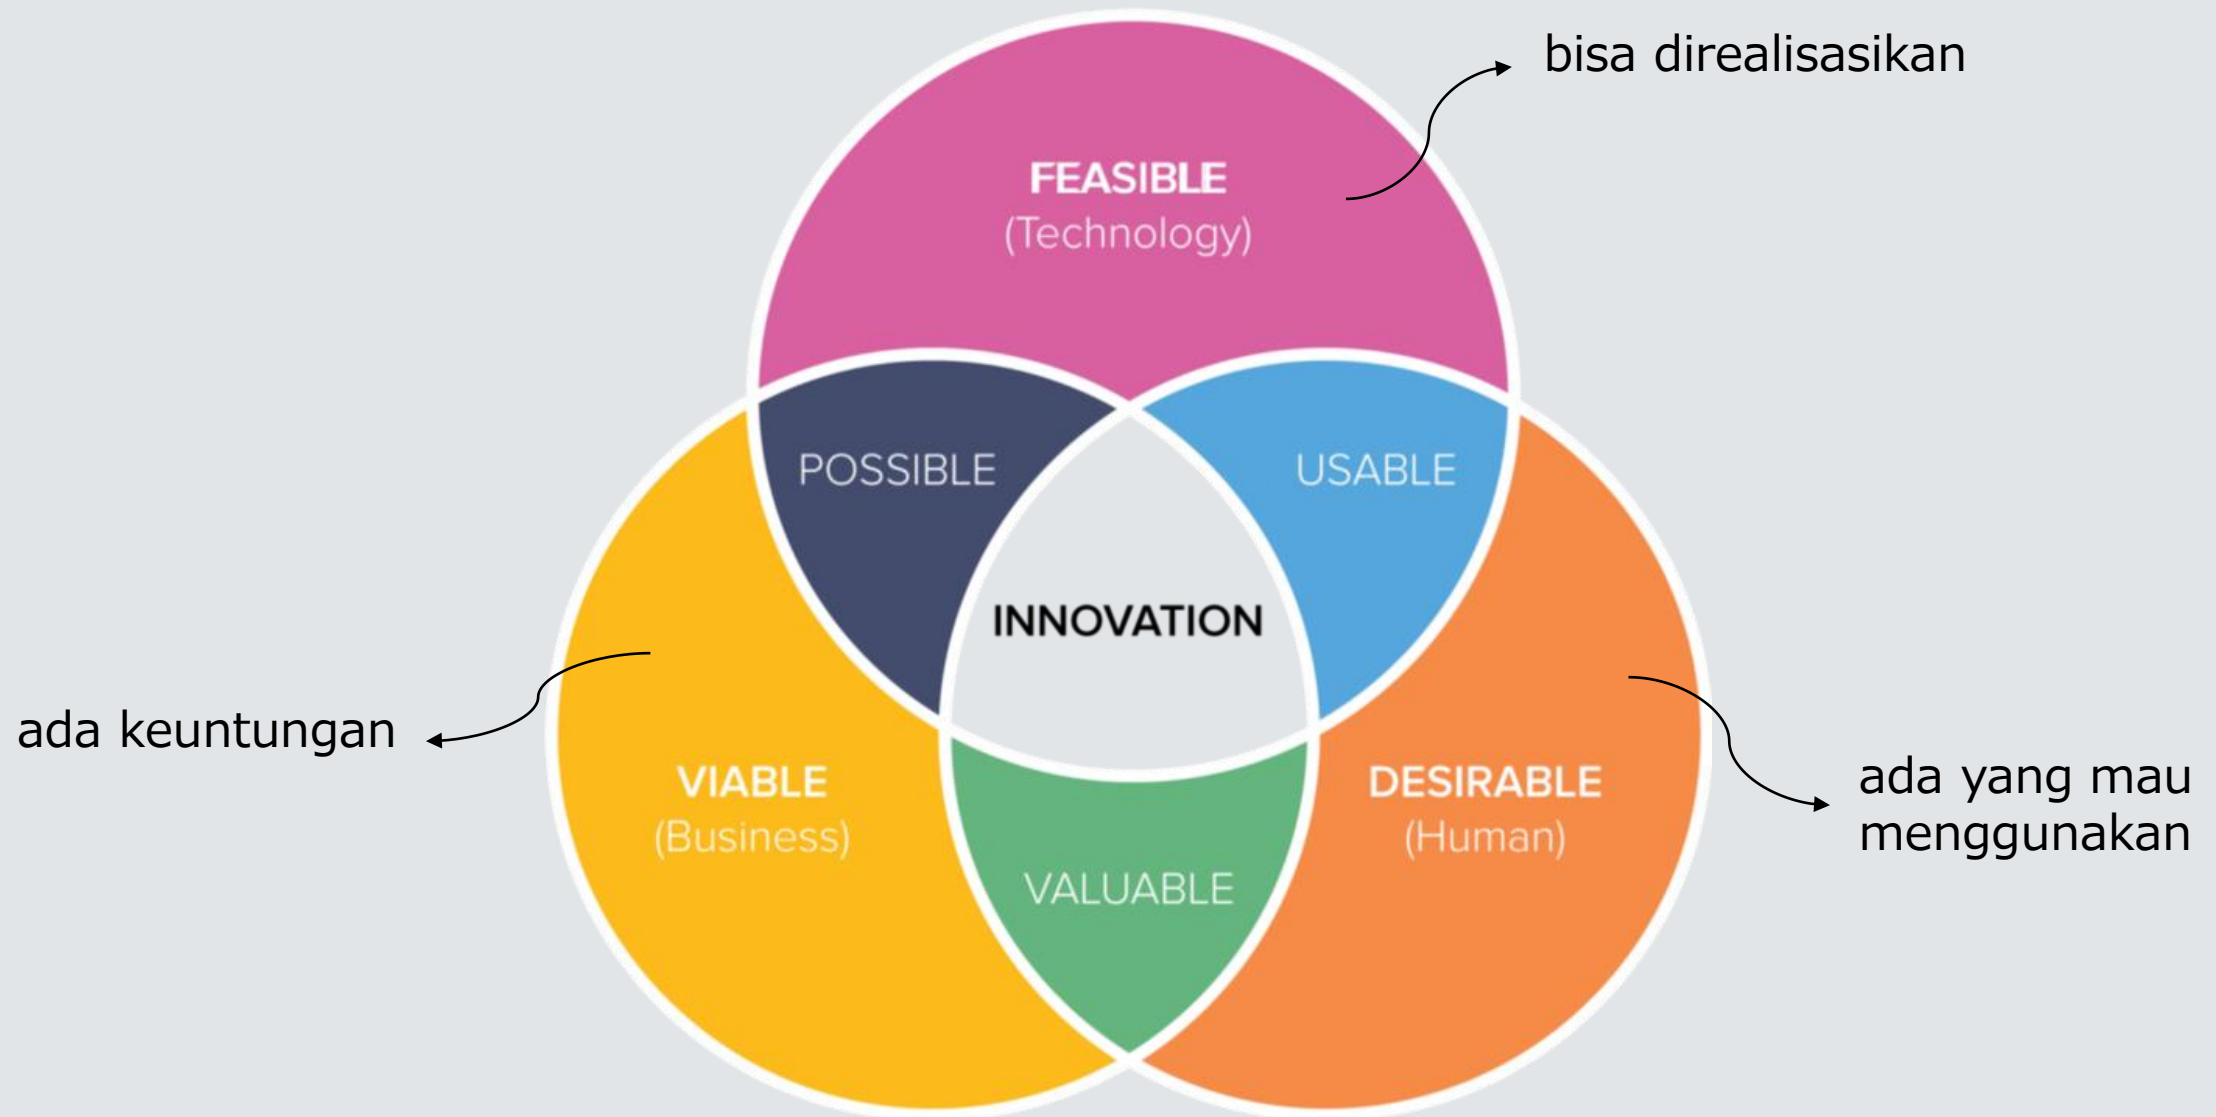 bisa direalisasikan
FEASIBLE
(Technology)
POSSIBLE
USABLE
INNOVATION
ada keuntungan
VIABLE
(Business)
DESIRABLE
(Human)
ada yang mau
menggunakan
VALUABLE